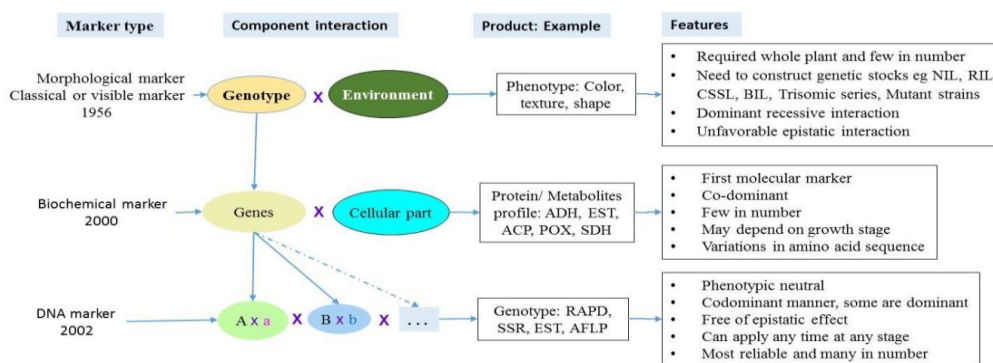 Marker type
Component interaction
Product: Example
Features
Morphological marker
Classical or visible marker
1956
Genotype
X
Environment
Phenotype: Color,
texture, shape
• Required whole plant and few in number
• Need to construct genetic stocks eg NIL, RIL
CSSL, BIL, Trisomic series, Mutant strains
• Dominant recessive interaction
• Unfavorable epistatic interaction
Biochemical marker
2000
Genes
X
Cellular part
Protein/ Metabolites
profile: ADH, EST,
ACP, POX, SDH
• First molecular marker
• Co-dominant
• Few in number
• May depend on growth stage
• Variations in amino acid sequence
DNA marker
2002
A x a
X
B x b
X
...
Genotype: RAPD,
SSR, EST, AFLP
• Phenotypic neutral
• Codominant manner, some are dominant
• Free of epistatic effect
• Can apply any time at any stage
• Most reliable and many in number